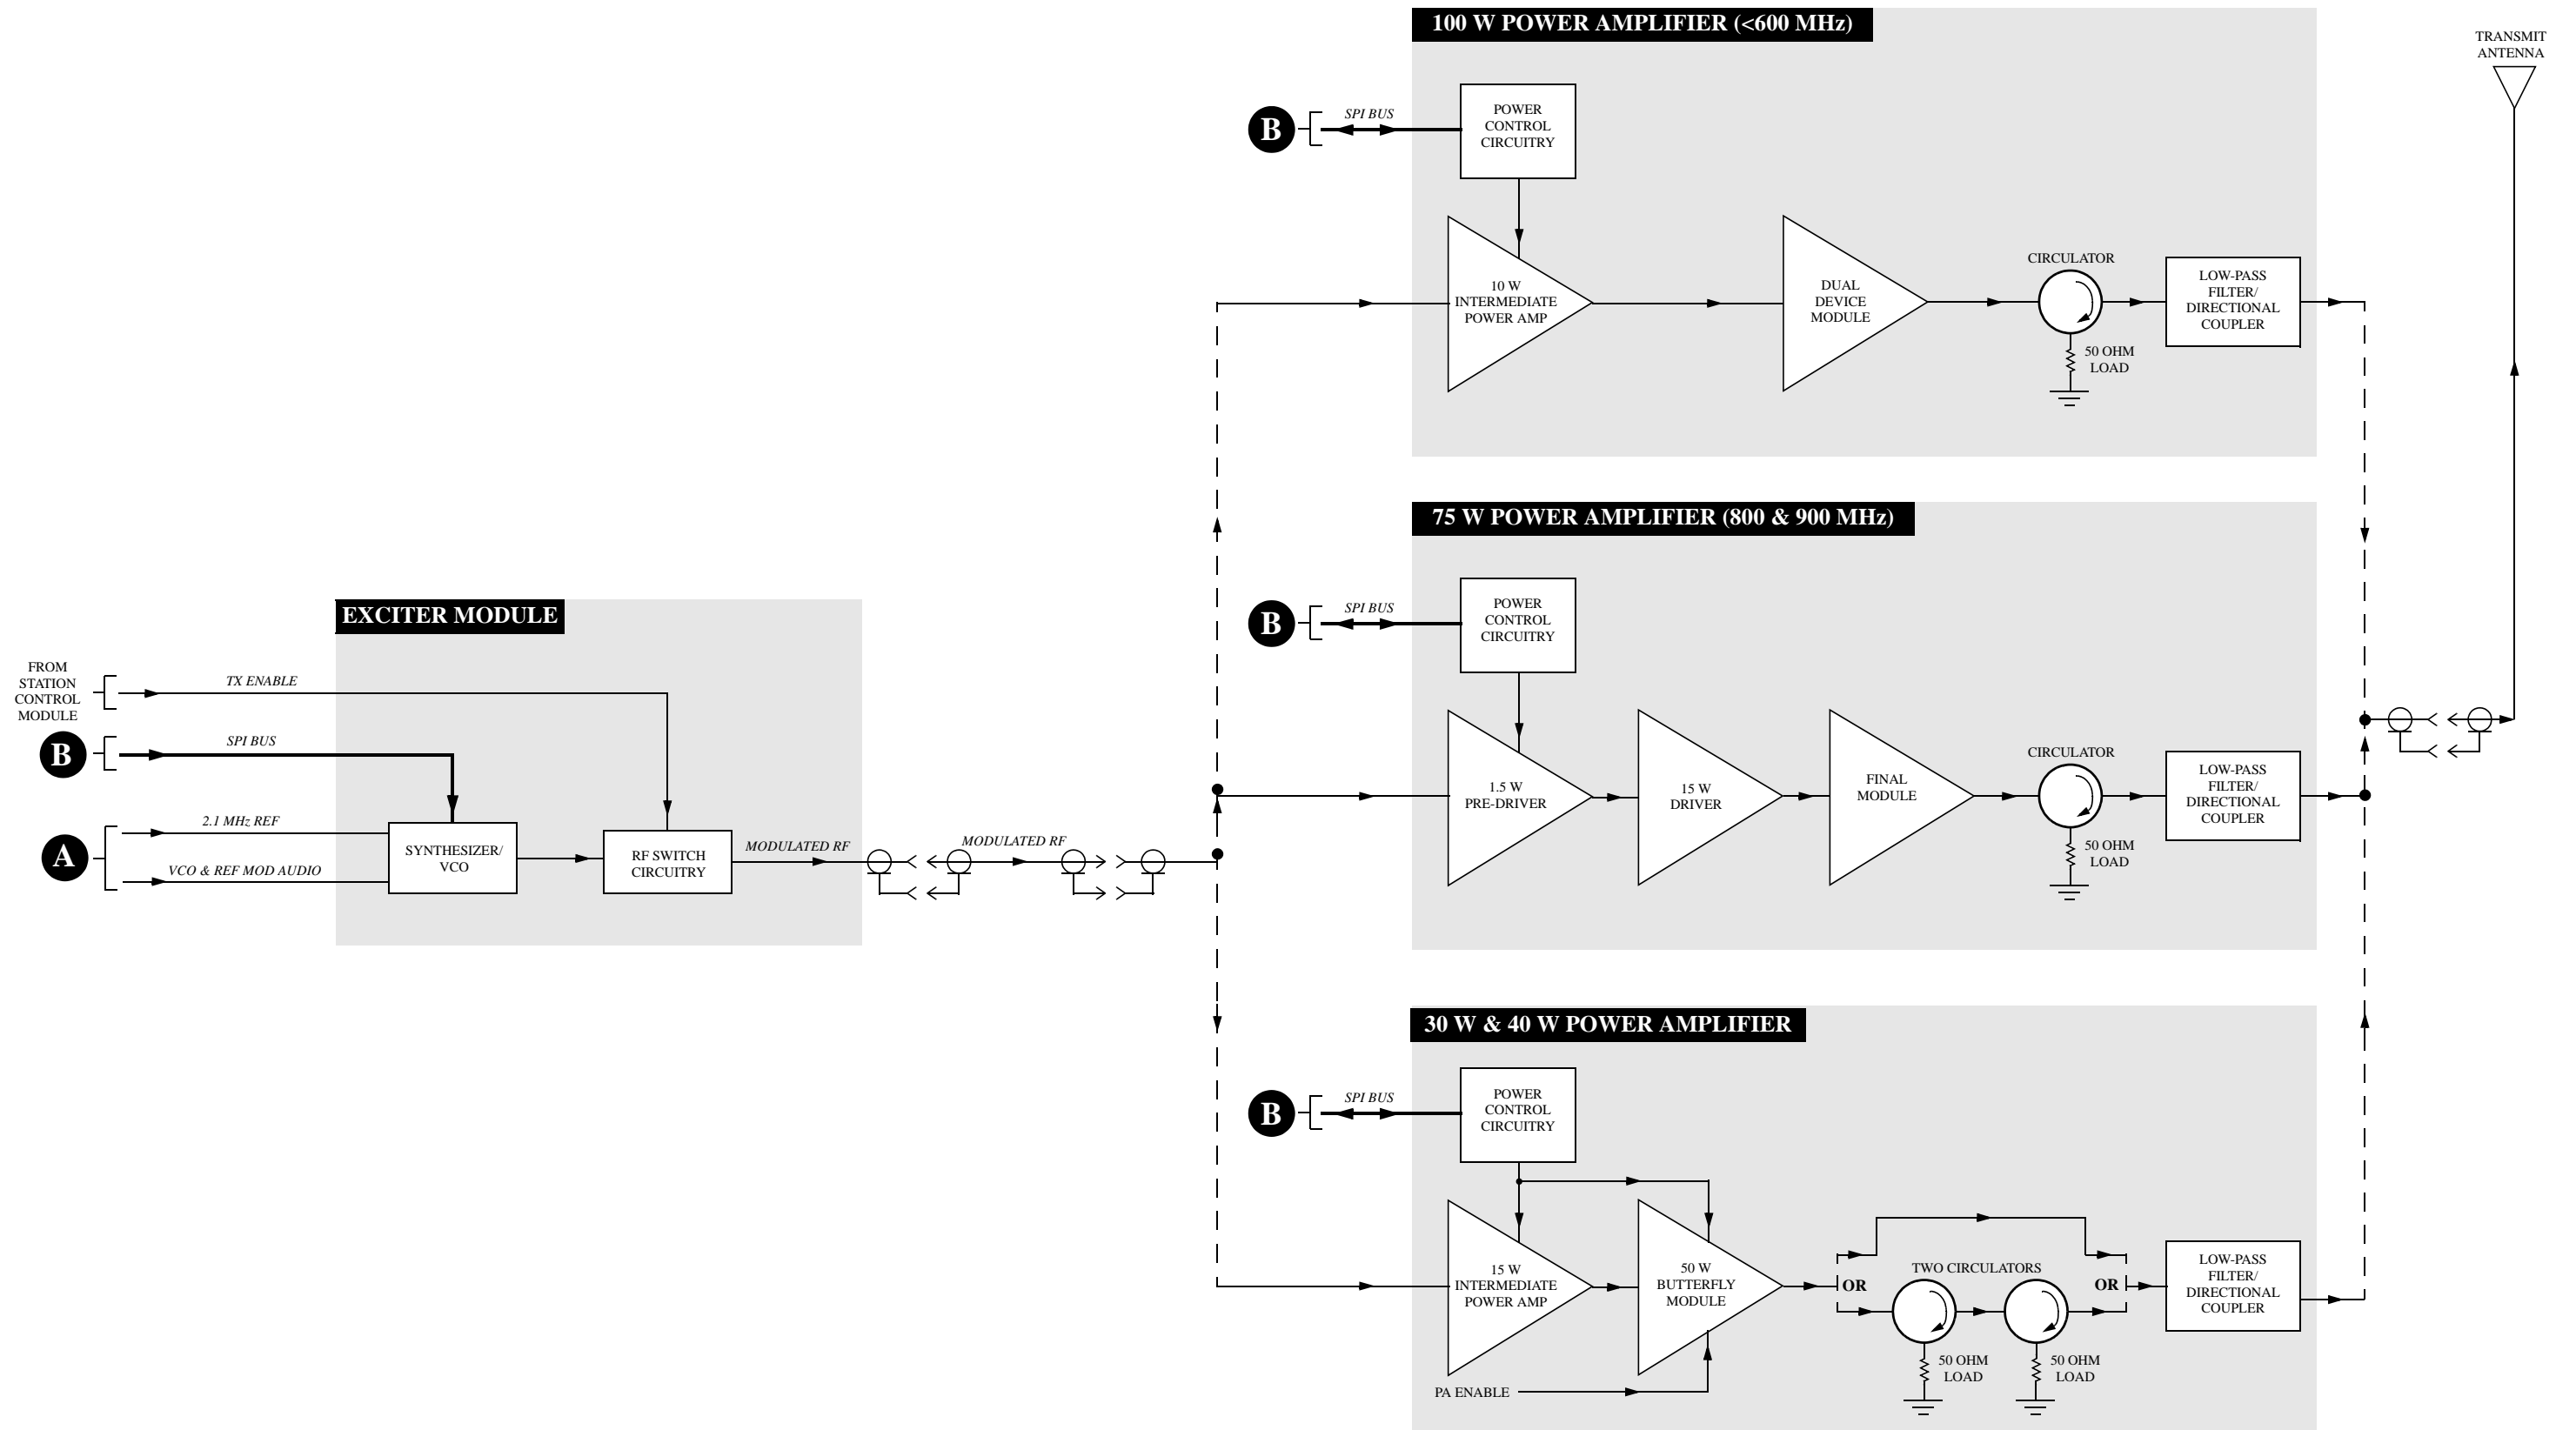 100 W POWER AMPLIFIER (<600 MHz)
TRANSMIT
ANTENNA
B
SPI BUS
POWER
CONTROL
CIRCUITRY
10 W
INTERMEDIATE
POWER AMP
DUAL
DEVICE
MODULE
CIRCULATOR
50 OHM
LOAD
LOW-PASS
FILTER/
DIRECTIONAL
COUPLER
75 W POWER AMPLIFIER (800 & 900 MHz)
B
SPI BUS
POWER
CONTROL
CIRCUITRY
1.5 W
PRE-DRIVER
15 W
DRIVER
FINAL
MODULE
CIRCULATOR
50 OHM
LOAD
LOW-PASS
FILTER/
DIRECTIONAL
COUPLER
EXCITER MODULE
FROM
STATION
CONTROL
MODULE
TX ENABLE
B
SPI BUS
A
2.1 MHz REF
VCO & REF MOD AUDIO
SYNTHESIZER/
VCO
RF SWITCH
CIRCUITRY
MODULATED RF
MODULATED RF
30 W & 40 W POWER AMPLIFIER
B
SPI BUS
POWER
CONTROL
CIRCUITRY
15 W
INTERMEDIATE
POWER AMP
50 W
BUTTERFLY
MODULE
PA ENABLE
OR
TWO CIRCULATORS
OR
50 OHM
LOAD
50 OHM
LOAD
LOW-PASS
FILTER/
DIRECTIONAL
COUPLER